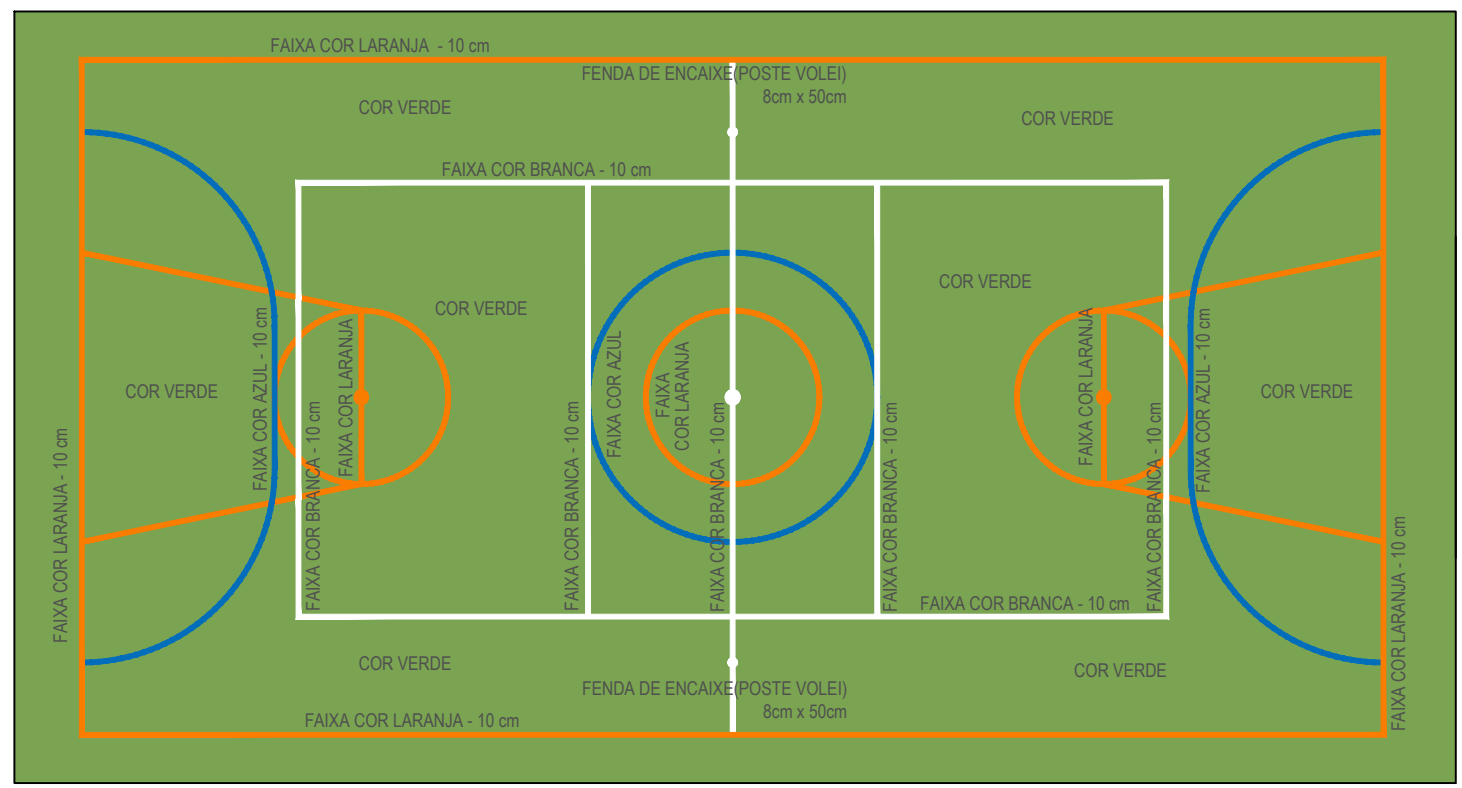 FAIXA COR LARANJA - 10 cm
FENDA DE ENCAIXE(POSTE VOLEI)
8cm x 50cm
COR VERDE
COR VERDE
FAIXA COR BRANCA - 10 cm
COR VERDE
COR VERDE
COR VERDE
COR VERDE
FAIXA COR LARANJA - 10 cm
FAIXA COR AZUL - 10 cm
FAIXA COR BRANCA - 10 cm
FAIXA COR LARANJA
FAIXA COR BRANCA - 10 cm
FAIXA COR AZUL
FAIXA
COR LARANJA
FAIXA COR BRANCA - 10 cm
FAIXA COR BRANCA - 10 cm
FAIXA COR LARANJA
FAIXA COR BRANCA - 10 cm
FAIXA COR AZUL - 10 cm
FAIXA COR LARANJA - 10 cm
FAIXA COR BRANCA - 10 cm
COR VERDE
COR VERDE
FENDA DE ENCAIXE(POSTE VOLEI)
8cm x 50cm
FAIXA COR LARANJA - 10 cm